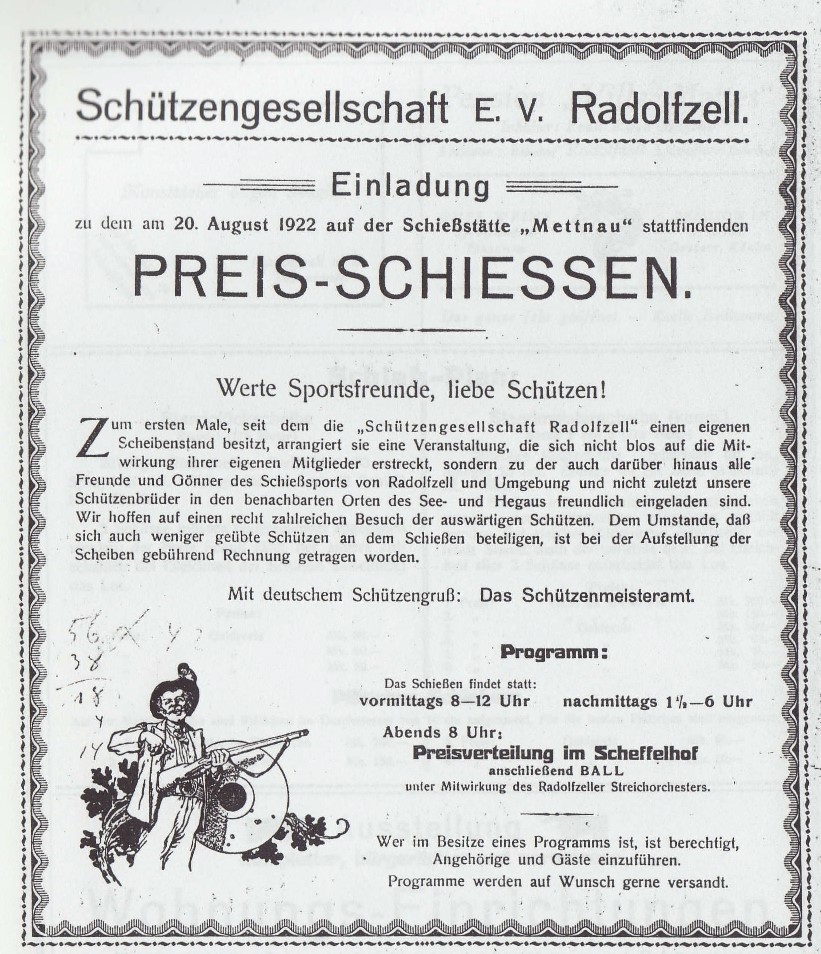 Schützengesellschaft E. V. Radolfzell.
Einladung
zu dem am 20. August 1922 auf der Schießstätte „Mettnau“ stattfindenden
PREIS-SCHIESSEN.
Werte Sportsfreunde, liebe Schützen!
Zum ersten Male, seit dem die „Schützengesellschaft Radolfzell“ einen eigenen
Scheibenstand besitzt, arrangiert sie eine Veranstaltung, die sich nicht blos auf die Mit-
wirkung ihrer eigenen Mitglieder erstreckt, sondern zu der auch darüber hinaus alle
Freunde und Gönner des Schießsports von Radolfzell und Umgebung und nicht zuletzt unsere
Schützenbrüder in den benachbarten Orten des See- und Hegaus freundlich eingeladen sind.
Wir hoffen auf einen recht zahlreichen Besuch der auswärtigen Schützen. Dem Umstande, daß
sich auch weniger geübte Schützen an dem Schießen beteiligen, ist bei der Aufstellung der
Scheiben gebührend Rechnung getragen worden.
Mit deutschem Schützengruß: Das Schützenmeisteramt.
56
38
18
4
14
Programm:
Das Schießen findet statt:
vormittags 8—12 Uhr nachmittags 1½—6 Uhr
Abends 8 Uhr:
Preisverteilung im Scheffelhof
anschließend BALL
unter Mitwirkung des Radolfzeller Streichorchesters.
Wer im Besitze eines Programms ist, ist berechtigt,
Angehörige und Gäste einzuführen.
Programme werden auf Wunsch gerne versandt.
Wohnungs-Einrichtungen